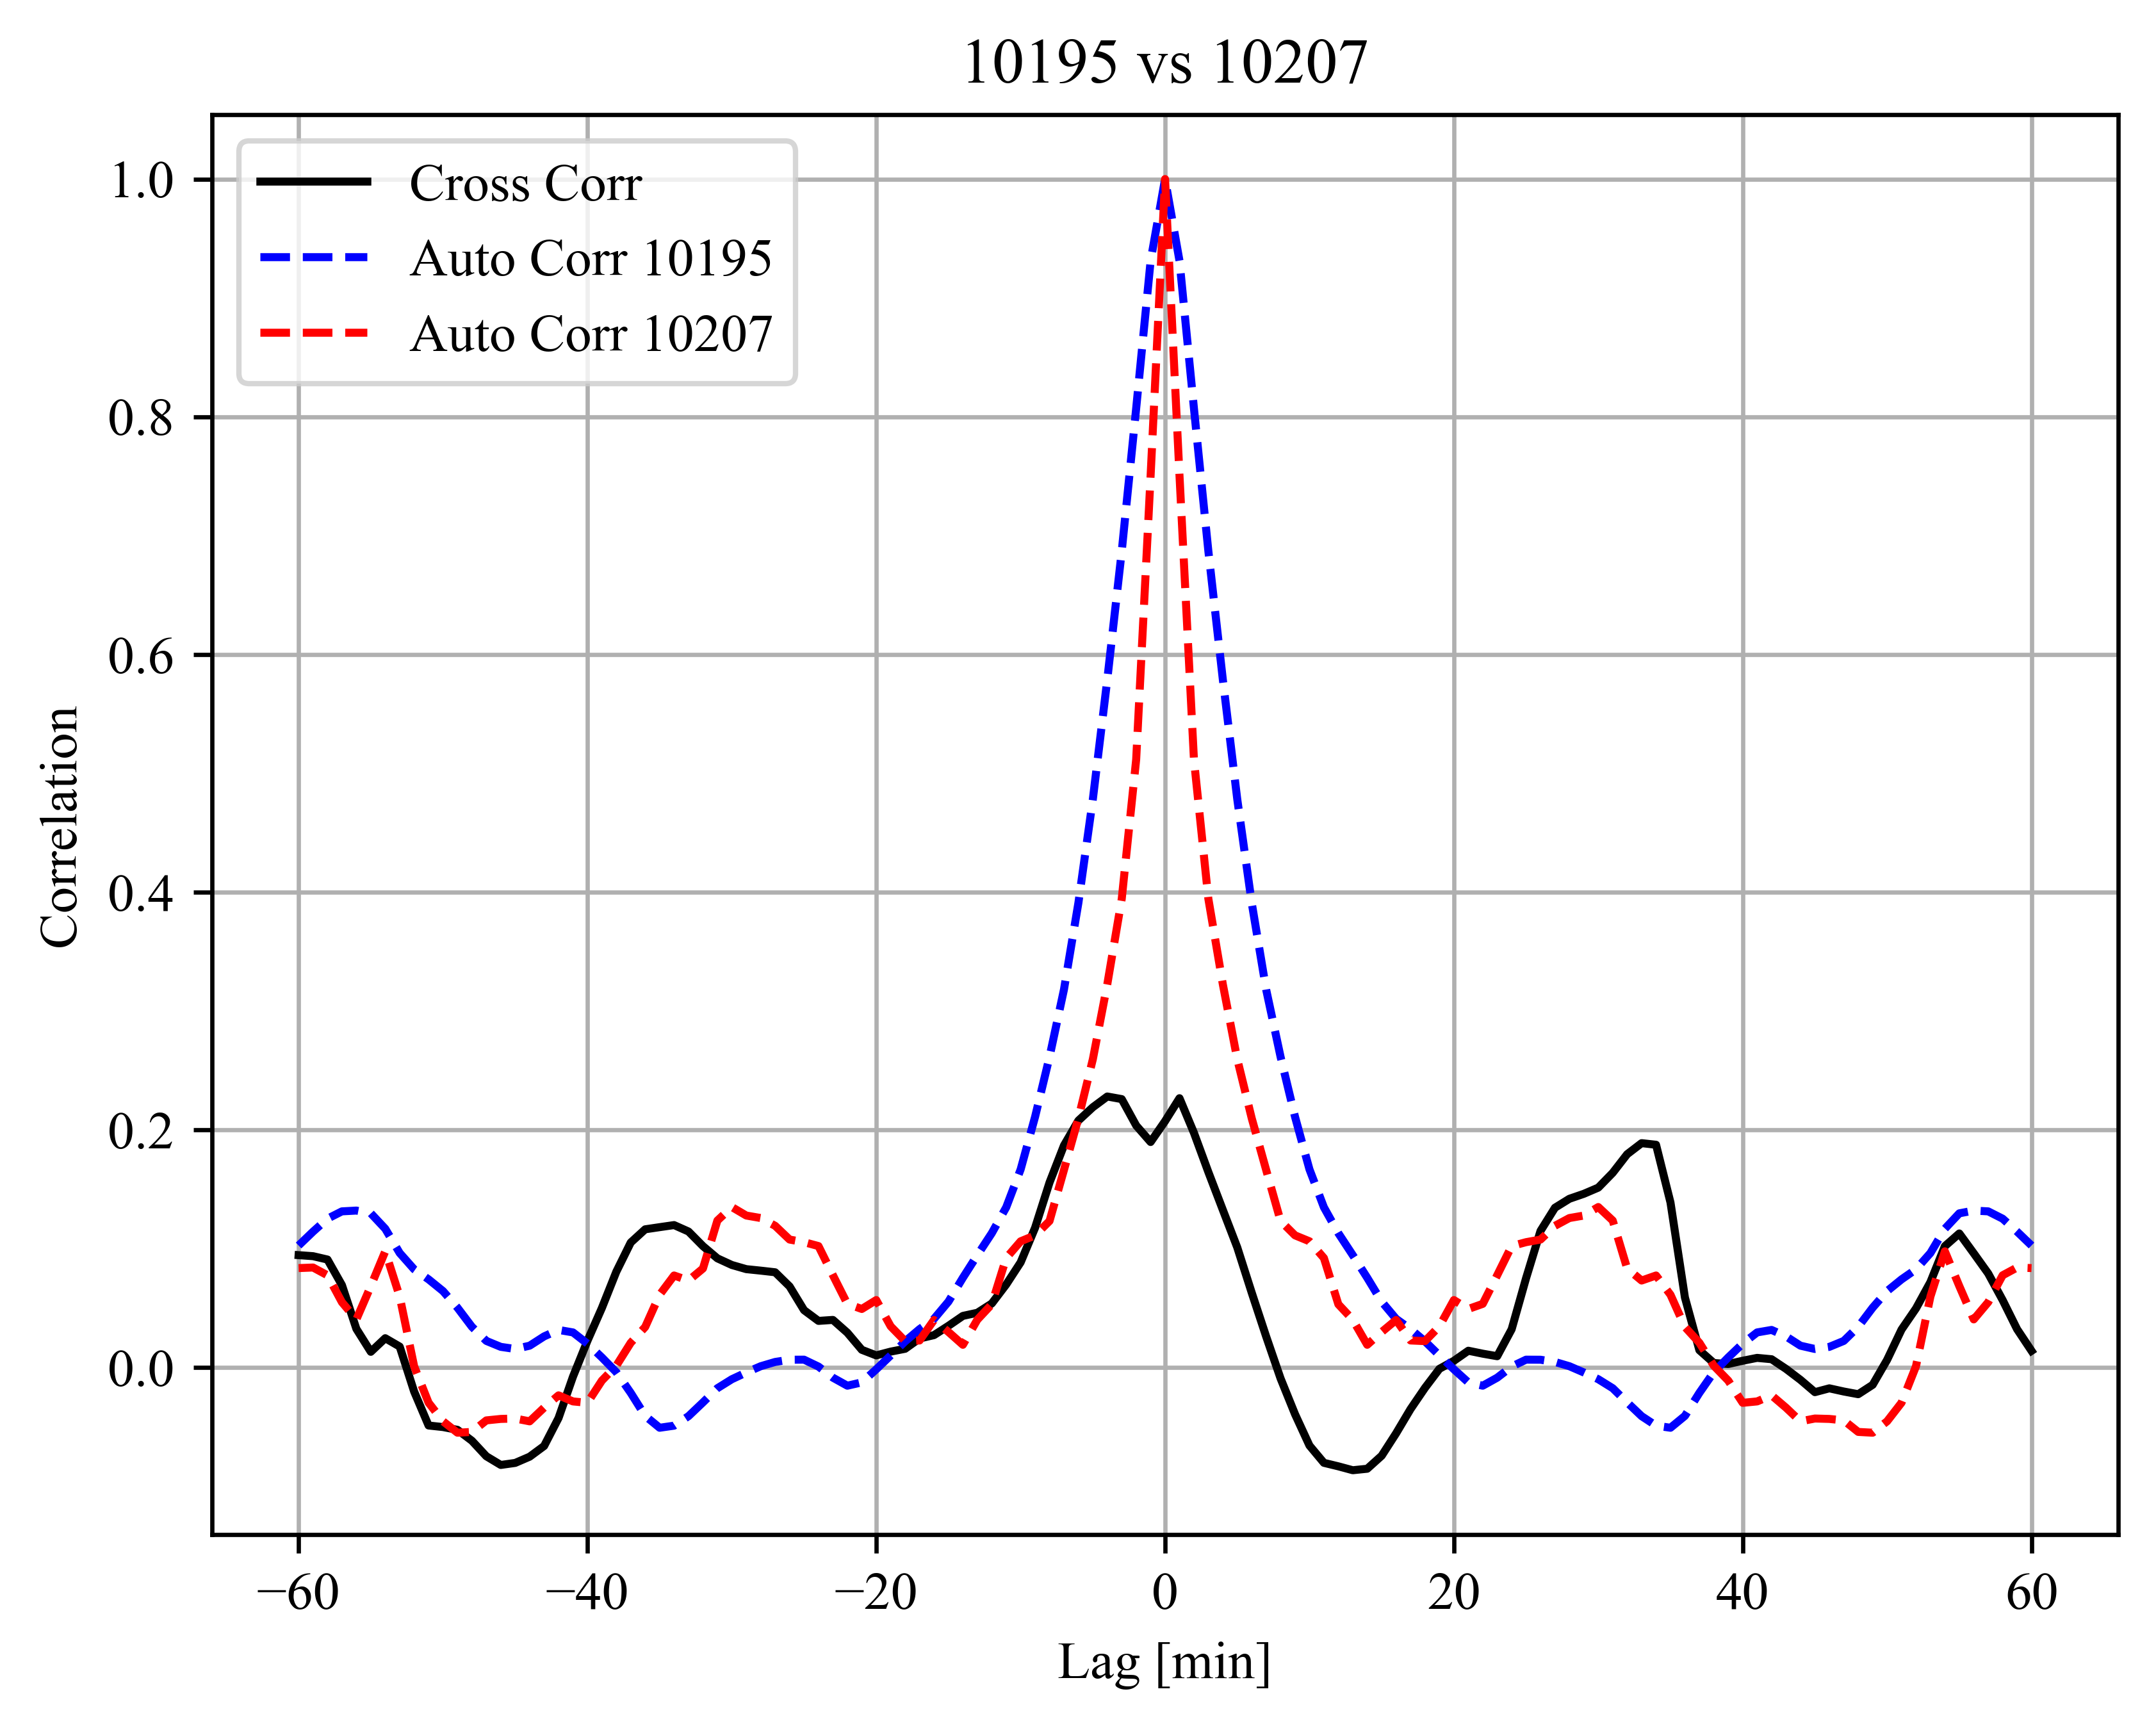 10195 vs 10207
Cross Corr
Auto Corr 10195
Auto Corr 10207
1.0
0.8
0.6
0.4
0.2
0.0
Correlation
−60 −40 −20 0 20 40 60
Lag [min]